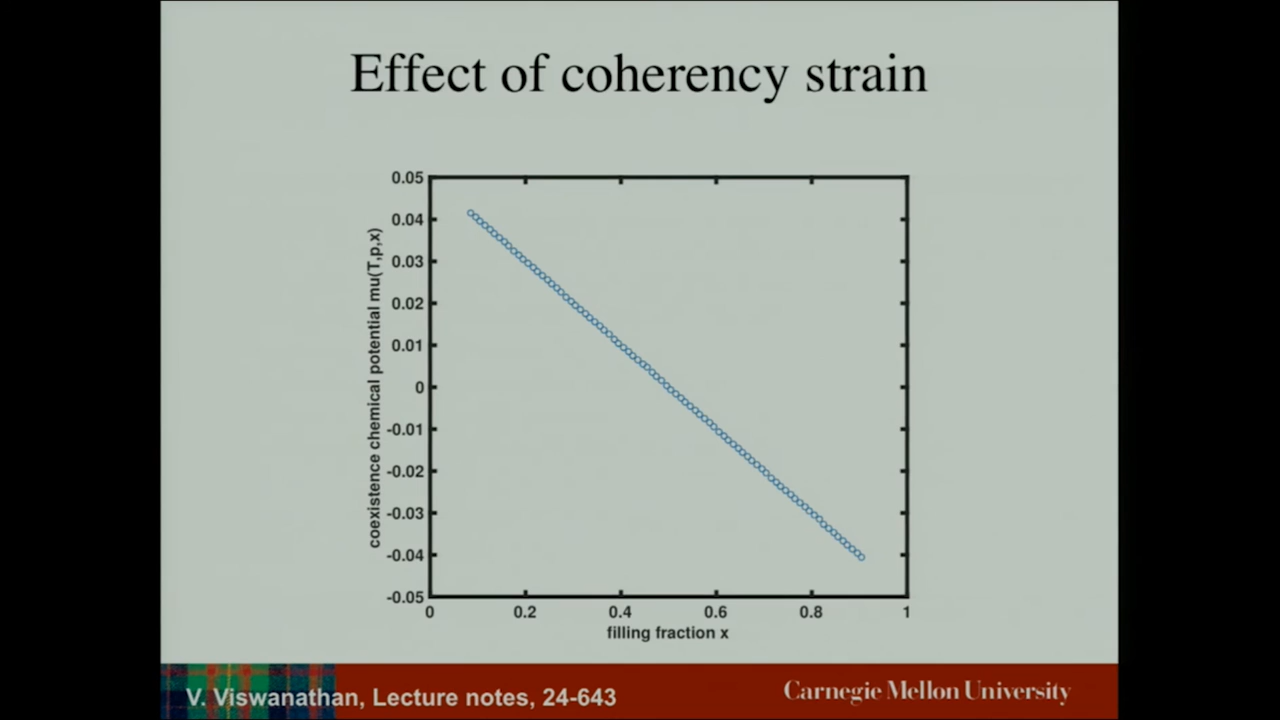 Effect of coherency strain
0.05
0.04
0.03
0.02
0.01
0
-0.01
-0.02
-0.03
-0.04
-0.05
coexistence chemical potential mu(T,p,x)
0 0.2 0.4 0.6 0.8 1
filling fraction x
V. Viswanathan, Lecture notes, 24-643
Carnegie Mellon University